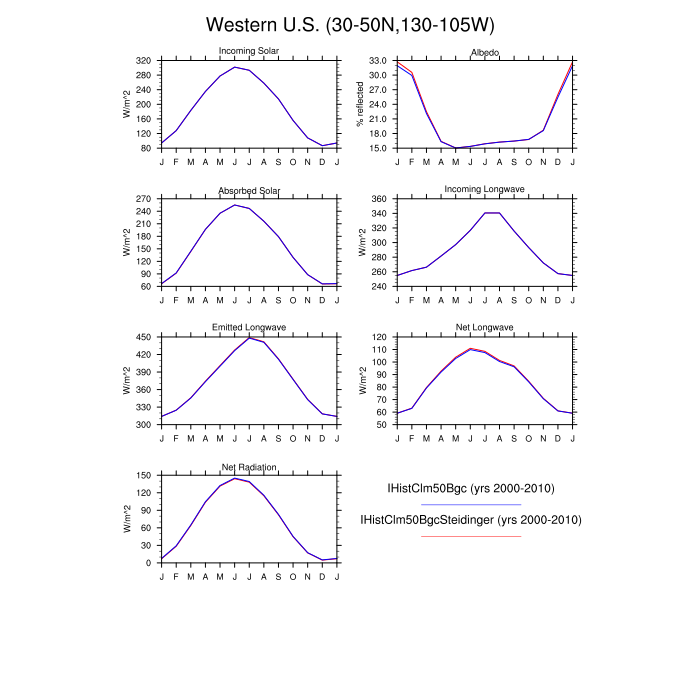 Western U.S. (30-50N,130-105W)
Incoming Solar
W/m^2
320
280
240
200
160
120
80
J F M A M J J A S O N D J
Albedo
% reflected
33.0
30.0
27.0
24.0
21.0
18.0
15.0
J F M A M J J A S O N D J
Absorbed Solar
W/m^2
270
240
210
180
150
120
90
60
J F M A M J J A S O N D J
Incoming Longwave
W/m^2
360
340
320
300
280
260
240
J F M A M J J A S O N D J
Emitted Longwave
W/m^2
450
420
390
360
330
300
J F M A M J J A S O N D J
Net Longwave
W/m^2
120
110
100
90
80
70
60
50
J F M A M J J A S O N D J
Net Radiation
W/m^2
150
120
90
60
30
0
J F M A M J J A S O N D J
IHistClm50Bgc (yrs 2000-2010)
IHistClm50BgcSteidinger (yrs 2000-2010)